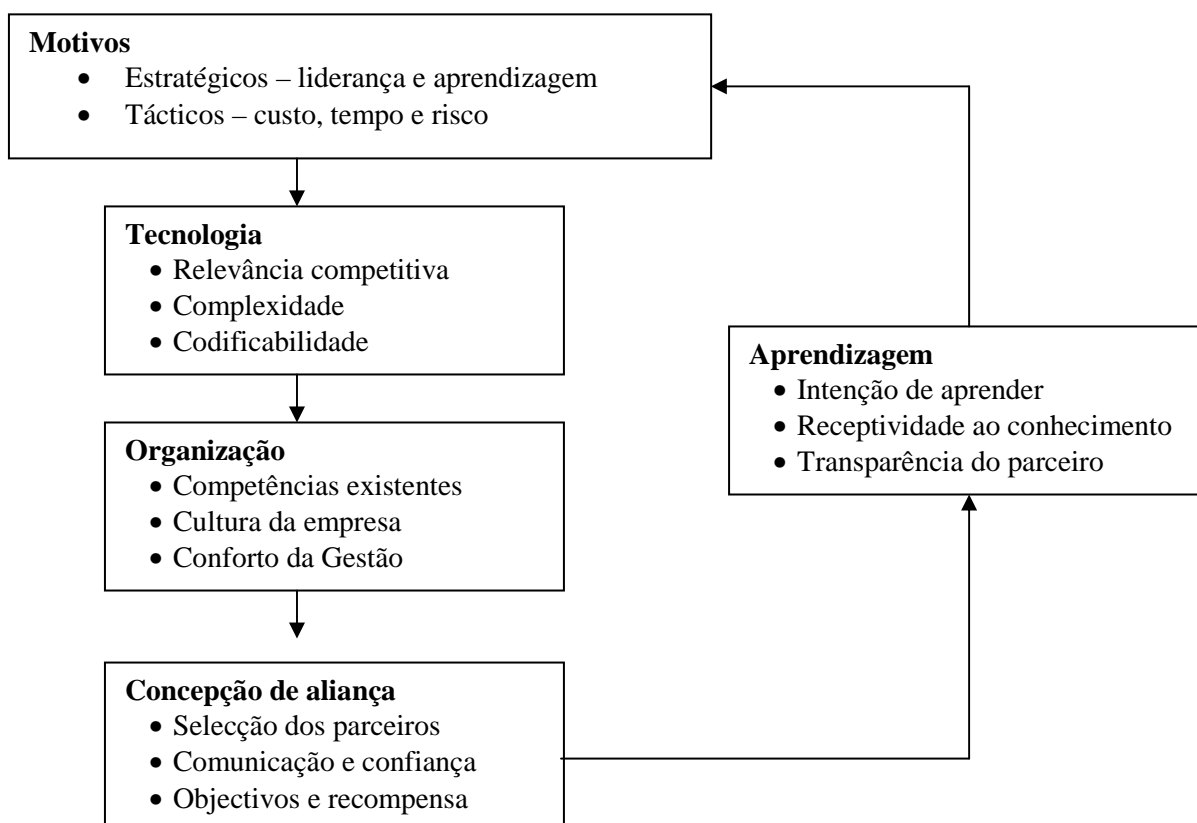 Motivos
• Estratégicos – liderança e aprendizagem
• Tácticos – custo, tempo e risco
Tecnologia
• Relevância competitiva
• Complexidade
• Codificabilidade
Organização
• Competências existentes
• Cultura da empresa
• Conforto da Gestão
Concepção de aliança
• Selecção dos parceiros
• Comunicação e confiança
• Objectivos e recompensa
Aprendizagem
• Intenção de aprender
• Receptividade ao conhecimento
• Transparência do parceiro